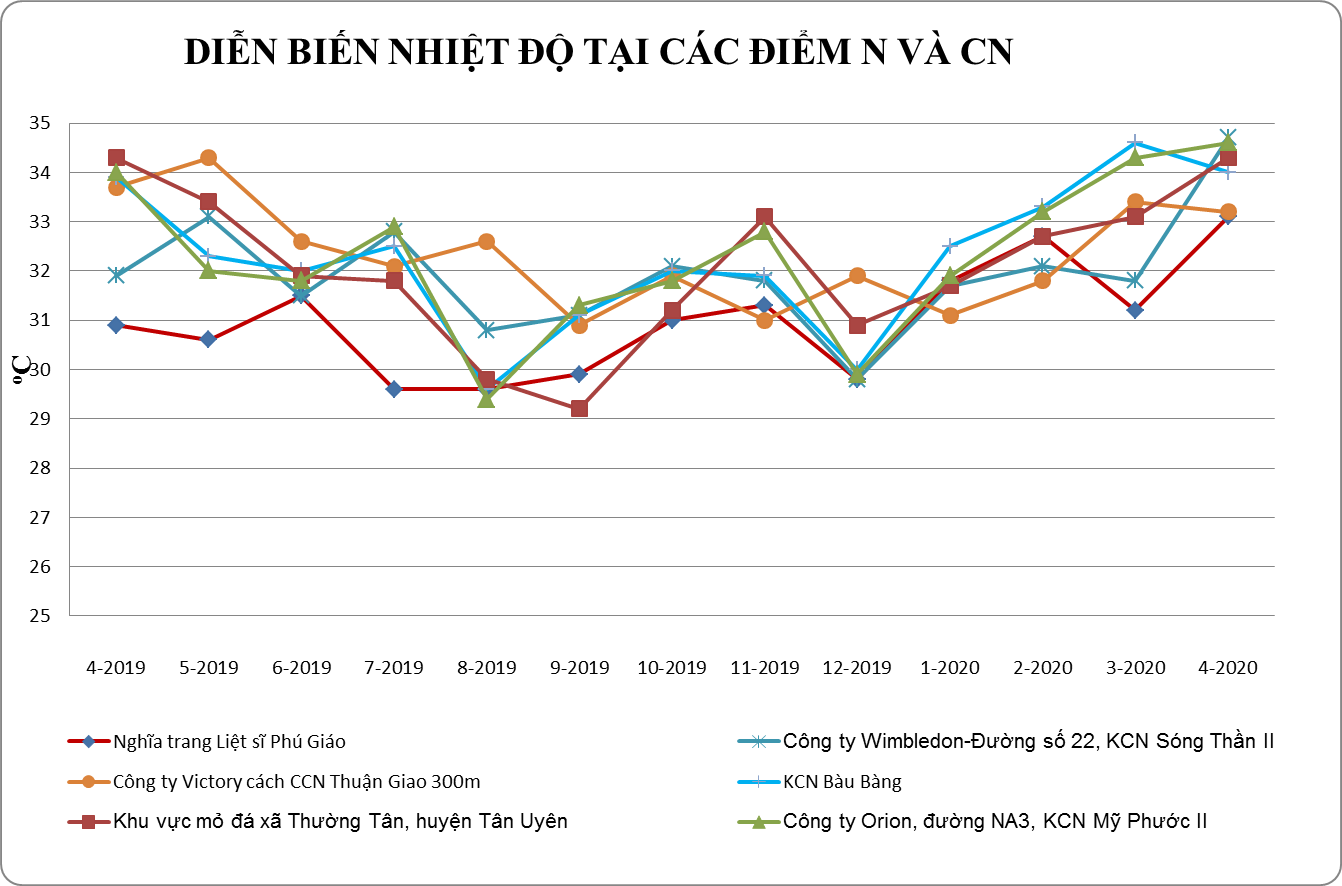 DIỄN BIẾN NHIỆT ĐỘ TẠI CÁC ĐIỂM N VÀ CN
35
34
33
32
31
30
29
28
27
26
25
ºC
4-2019 5-2019 6-2019 7-2019 8-2019 9-2019 10-2019 11-2019 12-2019 1-2020 2-2020 3-2020 4-2020
Nghĩa trang Liệt sĩ Phú Giáo
Công ty Wimbledon-Đường số 22, KCN Sóng Thần II
Công ty Victory cách CCN Thuận Giao 300m
KCN Bàu Bàng
Khu vực mỏ đá xã Thường Tân, huyện Tân Uyên
Công ty Orion, đường NA3, KCN Mỹ Phước II